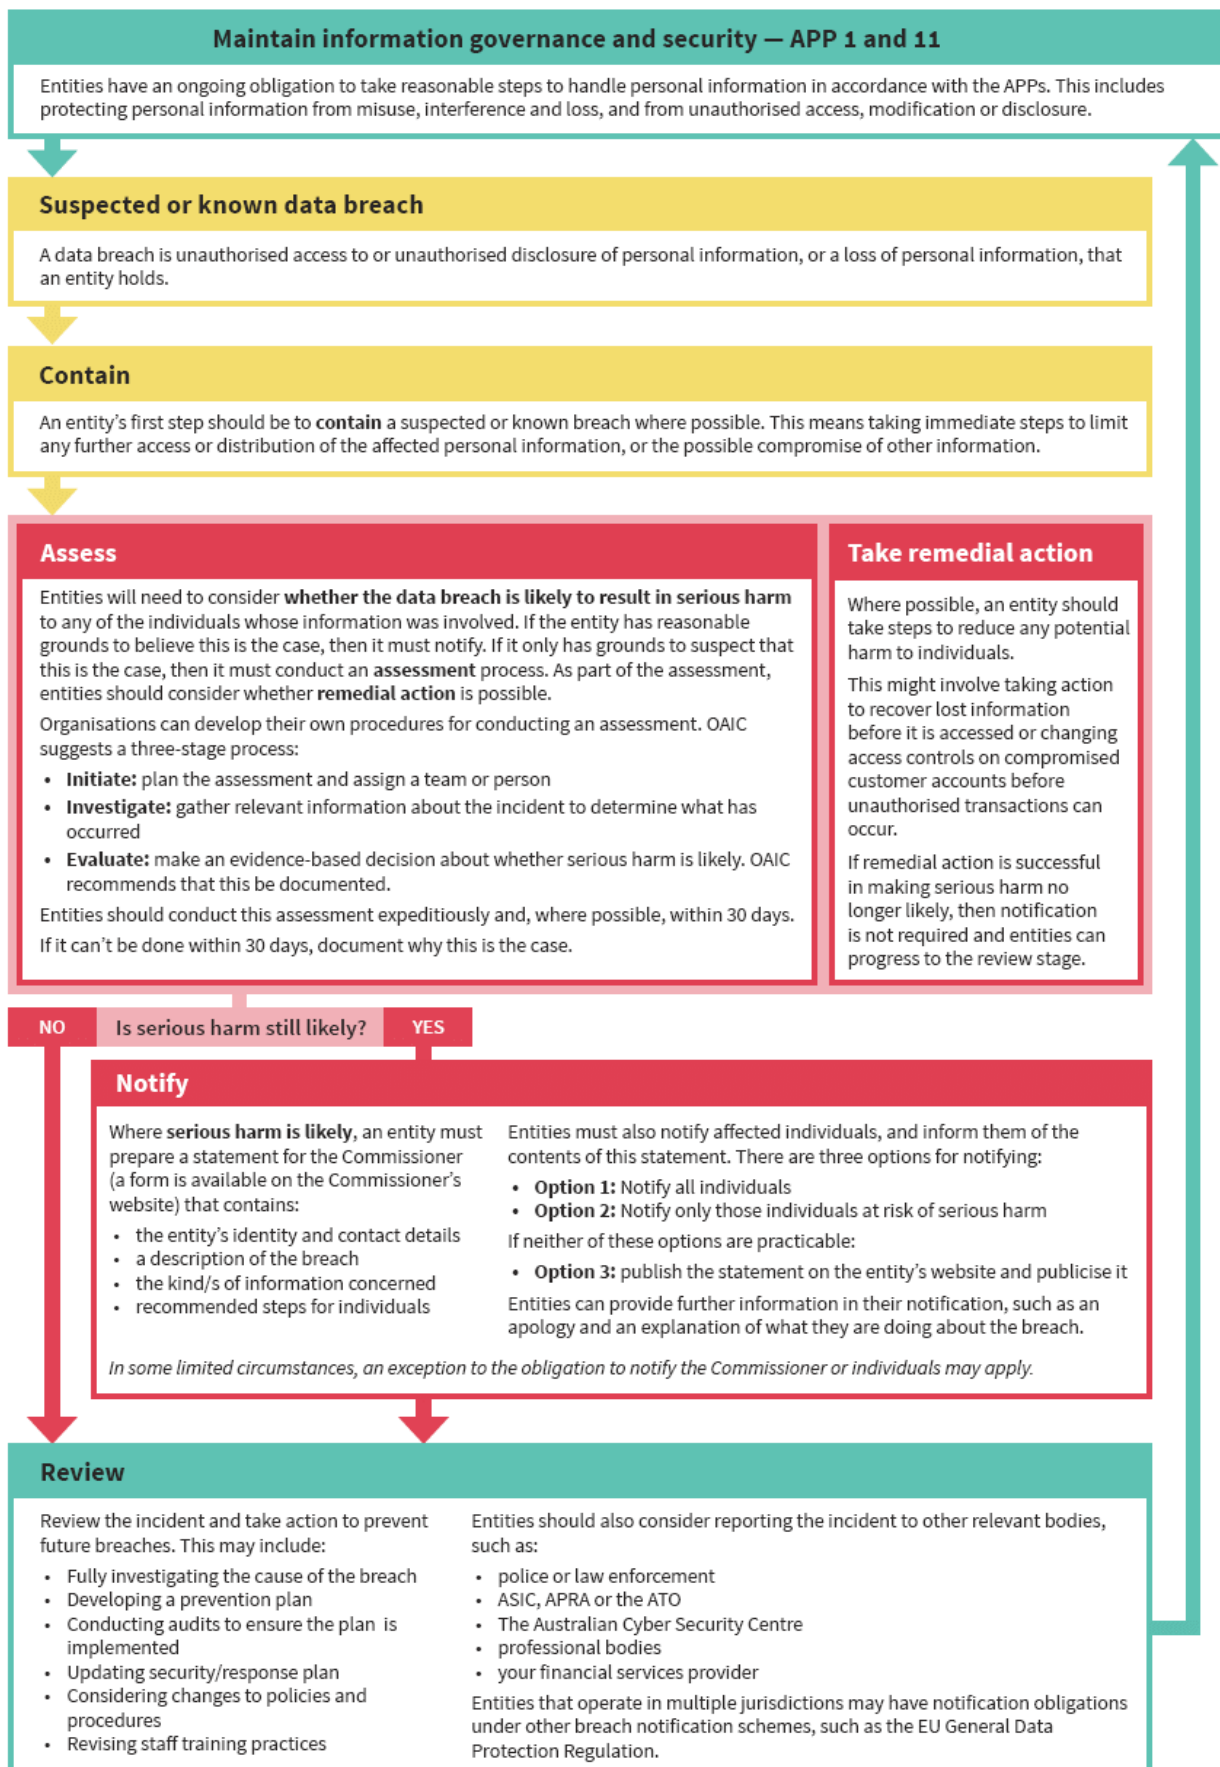 Maintain information governance and security — APP 1 and 11
Entities have an ongoing obligation to take reasonable steps to handle personal information in accordance with the APPs. This includes
protecting personal information from misuse, interference and loss, and from unauthorised access, modification or disclosure.
Suspected or known data breach
A data breach is unauthorised access to or unauthorised disclosure of personal information, or a loss of personal information, that
an entity holds.
Contain
An entity’s first step should be to contain a suspected or known breach where possible. This means taking immediate steps to limit
any further access or distribution of the affected personal information, or the possible compromise of other information.
Assess
Entities will need to consider whether the data breach is likely to result in serious harm
to any of the individuals whose information was involved. If the entity has reasonable
grounds to believe this is the case, then it must notify. If it only has grounds to suspect that
this is the case, then it must conduct an assessment process. As part of the assessment,
entities should consider whether remedial action is possible.
Organisations can develop their own procedures for conducting an assessment. OAIC
suggests a three-stage process:
• Initiate: plan the assessment and assign a team or person
• Investigate: gather relevant information about the incident to determine what has
occurred
• Evaluate: make an evidence-based decision about whether serious harm is likely. OAIC
recommends that this be documented.
Entities should conduct this assessment expeditiously and, where possible, within 30 days.
If it can’t be done within 30 days, document why this is the case.
Take remedial action
Where possible, an entity should
take steps to reduce any potential
harm to individuals.
This might involve taking action
to recover lost information
before it is accessed or changing
access controls on compromised
customer accounts before
unauthorised transactions can
occur.
If remedial action is successful
in making serious harm no
longer likely, then notification
is not required and entities can
progress to the review stage.
NO Is serious harm still likely? YES
Notify
Where serious harm is likely, an entity must
prepare a statement for the Commissioner
(a form is available on the Commissioner’s
website) that contains:
• the entity’s identity and contact details
• a description of the breach
• the kind/s of information concerned
• recommended steps for individuals
Entities must also notify affected individuals, and inform them of the
contents of this statement. There are three options for notifying:
• Option 1: Notify all individuals
• Option 2: Notify only those individuals at risk of serious harm
If neither of these options are practicable:
• Option 3: publish the statement on the entity’s website and publicise it
Entities can provide further information in their notification, such as an
apology and an explanation of what they are doing about the breach.
In some limited circumstances, an exception to the obligation to notify the Commissioner or individuals may apply.
Review
Review the incident and take action to prevent
future breaches. This may include:
• Fully investigating the cause of the breach
• Developing a prevention plan
• Conducting audits to ensure the plan is
implemented
• Updating security/response plan
• Considering changes to policies and
procedures
• Revising staff training practices
Entities should also consider reporting the incident to other relevant bodies,
such as:
• police or law enforcement
• ASIC, APRA or the ATO
• The Australian Cyber Security Centre
• professional bodies
• your financial services provider
Entities that operate in multiple jurisdictions may have notification obligations
under other breach notification schemes, such as the EU General Data
Protection Regulation.